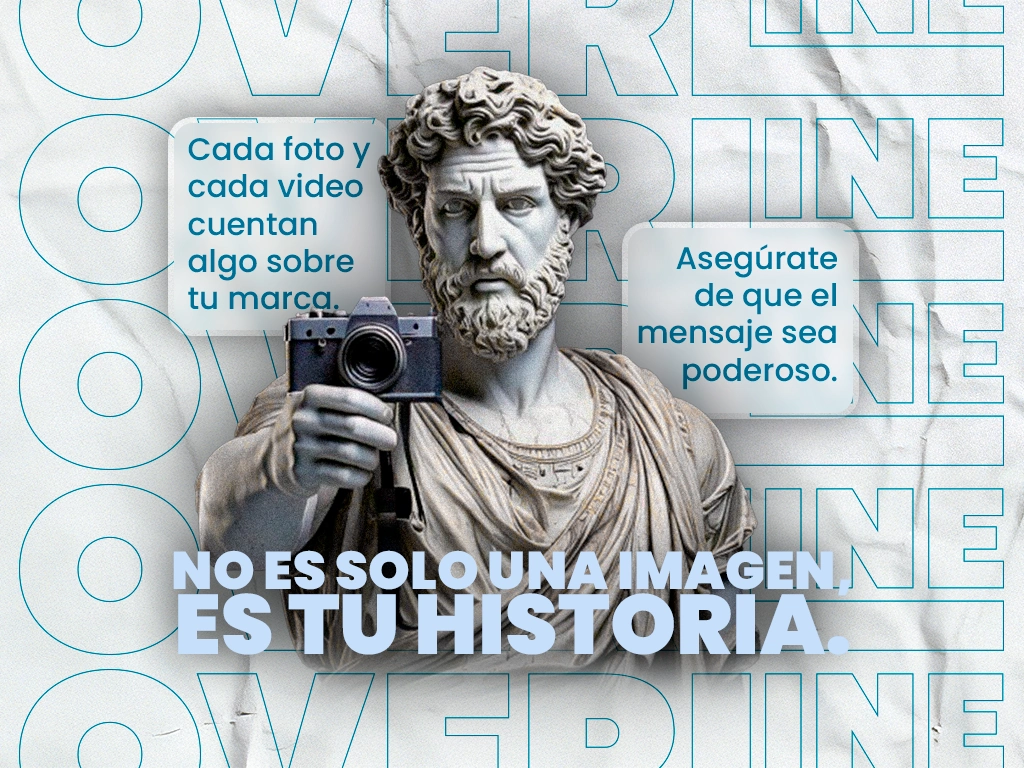 OVERLINE
Cada foto y
cada video
cuentan
algo sobre
tu marca.
OVERLINE
Asegúrate
de que el
mensaje sea
poderoso.
OVERLINE
OVERLINE
NO ES SOLO UNA IMAGEN,
ES TU HISTORIA.
OVERLINE